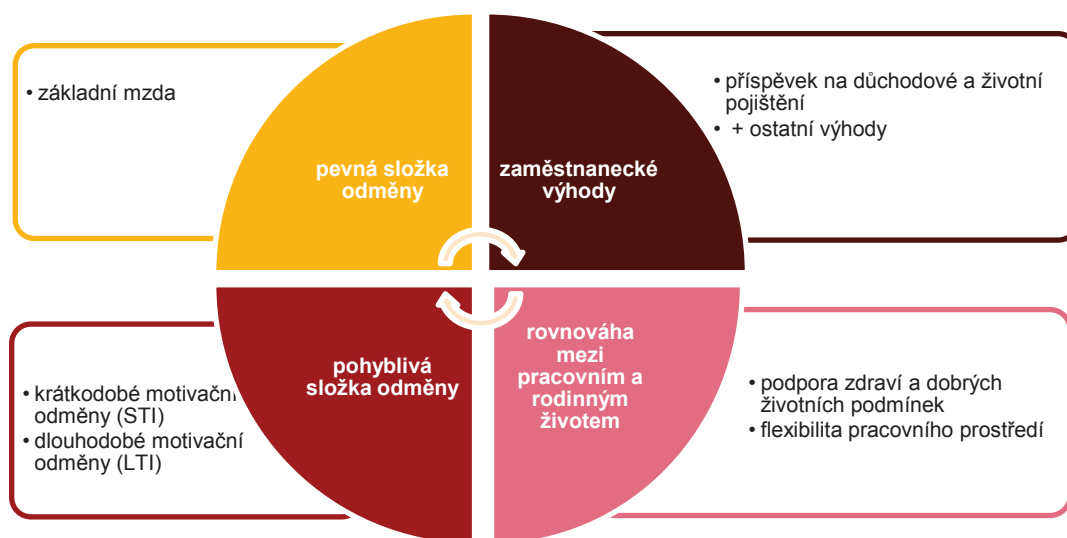 • základní mzda
pevná složka
odměny
zaměstnanecké
výhody
• příspěvek na důchodové a životní
pojištění
• + ostatní výhody
• krátkodobé motivační
odměny (STI)
• dlouhodobé motivační
odměny (LTI)
pohyblivá
složka odměny
rovnováha
mezi
pracovním a
rodinným
životem
• podpora zdraví a dobrých
životních podmínek
• flexibilita pracovního prostředí